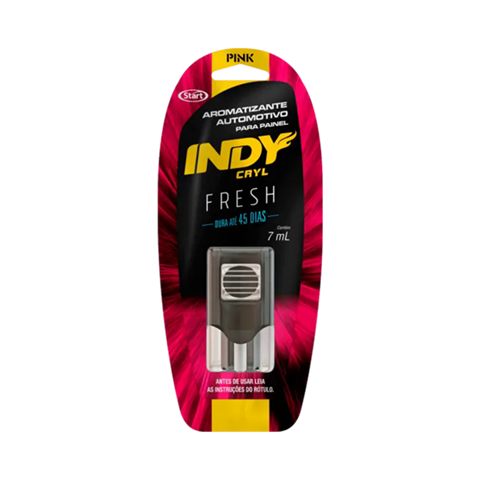 PINK
Start
AROMATIZANTE
AUTOMOTIVO
PARA PAINEL
INDY
CRYL
FRESH
DURA ATÉ 45 DIAS
Contém
7 mL
ANTES DE USAR LEIA
AS INSTRUÇÕES DO RÓTULO.